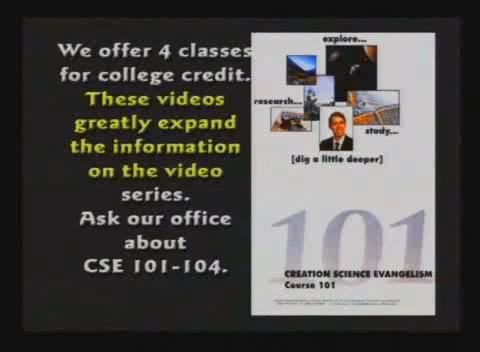 We offer 4 classes
for college credit.
These videos
greatly expand
the information
on the video
series.
Ask our office
about
CSE 101-104.
explore...
research...
study...
[dig a little deeper]
101
CREATION SCIENCE EVANGELISM
Course 101